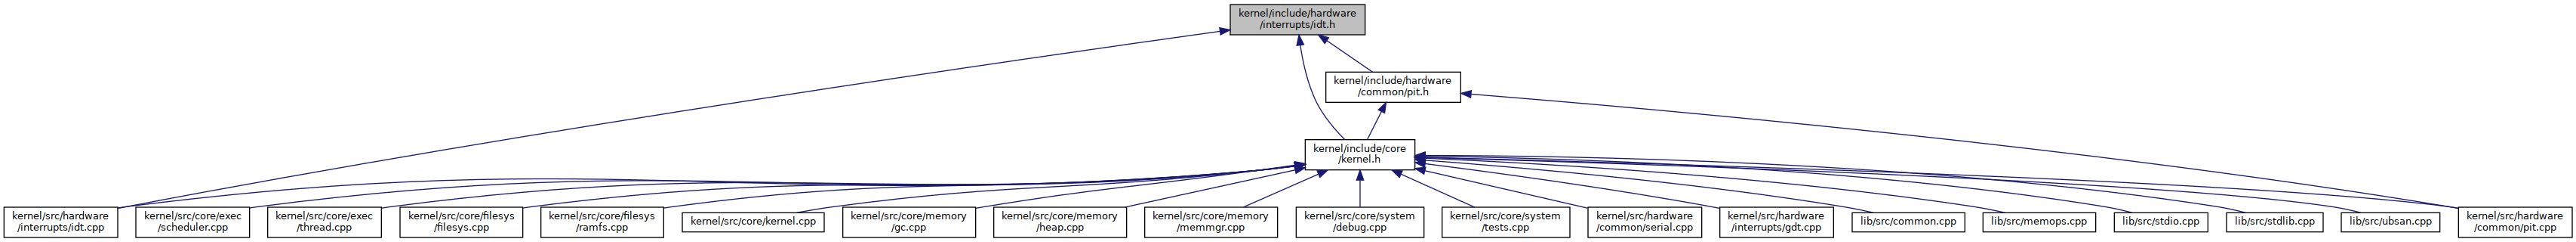 kernel/include/hardware
/interrupts/idt.h
kernel/include/hardware
/common/pit.h
kernel/include/core
/kernel.h
kernel/src/hardware
/interrupts/idt.cpp
kernel/src/core/exec
/scheduler.cpp
kernel/src/core/exec
/thread.cpp
kernel/src/core/filesys
/filesys.cpp
kernel/src/core/filesys
/ramfs.cpp
kernel/src/core/kernel.cpp
kernel/src/core/memory
/gc.cpp
kernel/src/core/memory
/heap.cpp
kernel/src/core/memory
/memmgr.cpp
kernel/src/core/system
/debug.cpp
kernel/src/core/system
/tests.cpp
kernel/src/hardware
/common/serial.cpp
kernel/src/hardware
/interrupts/gdt.cpp
lib/src/common.cpp
lib/src/memops.cpp
lib/src/stdio.cpp
lib/src/stdlib.cpp
lib/src/ubsan.cpp
kernel/src/hardware
/common/pit.cpp